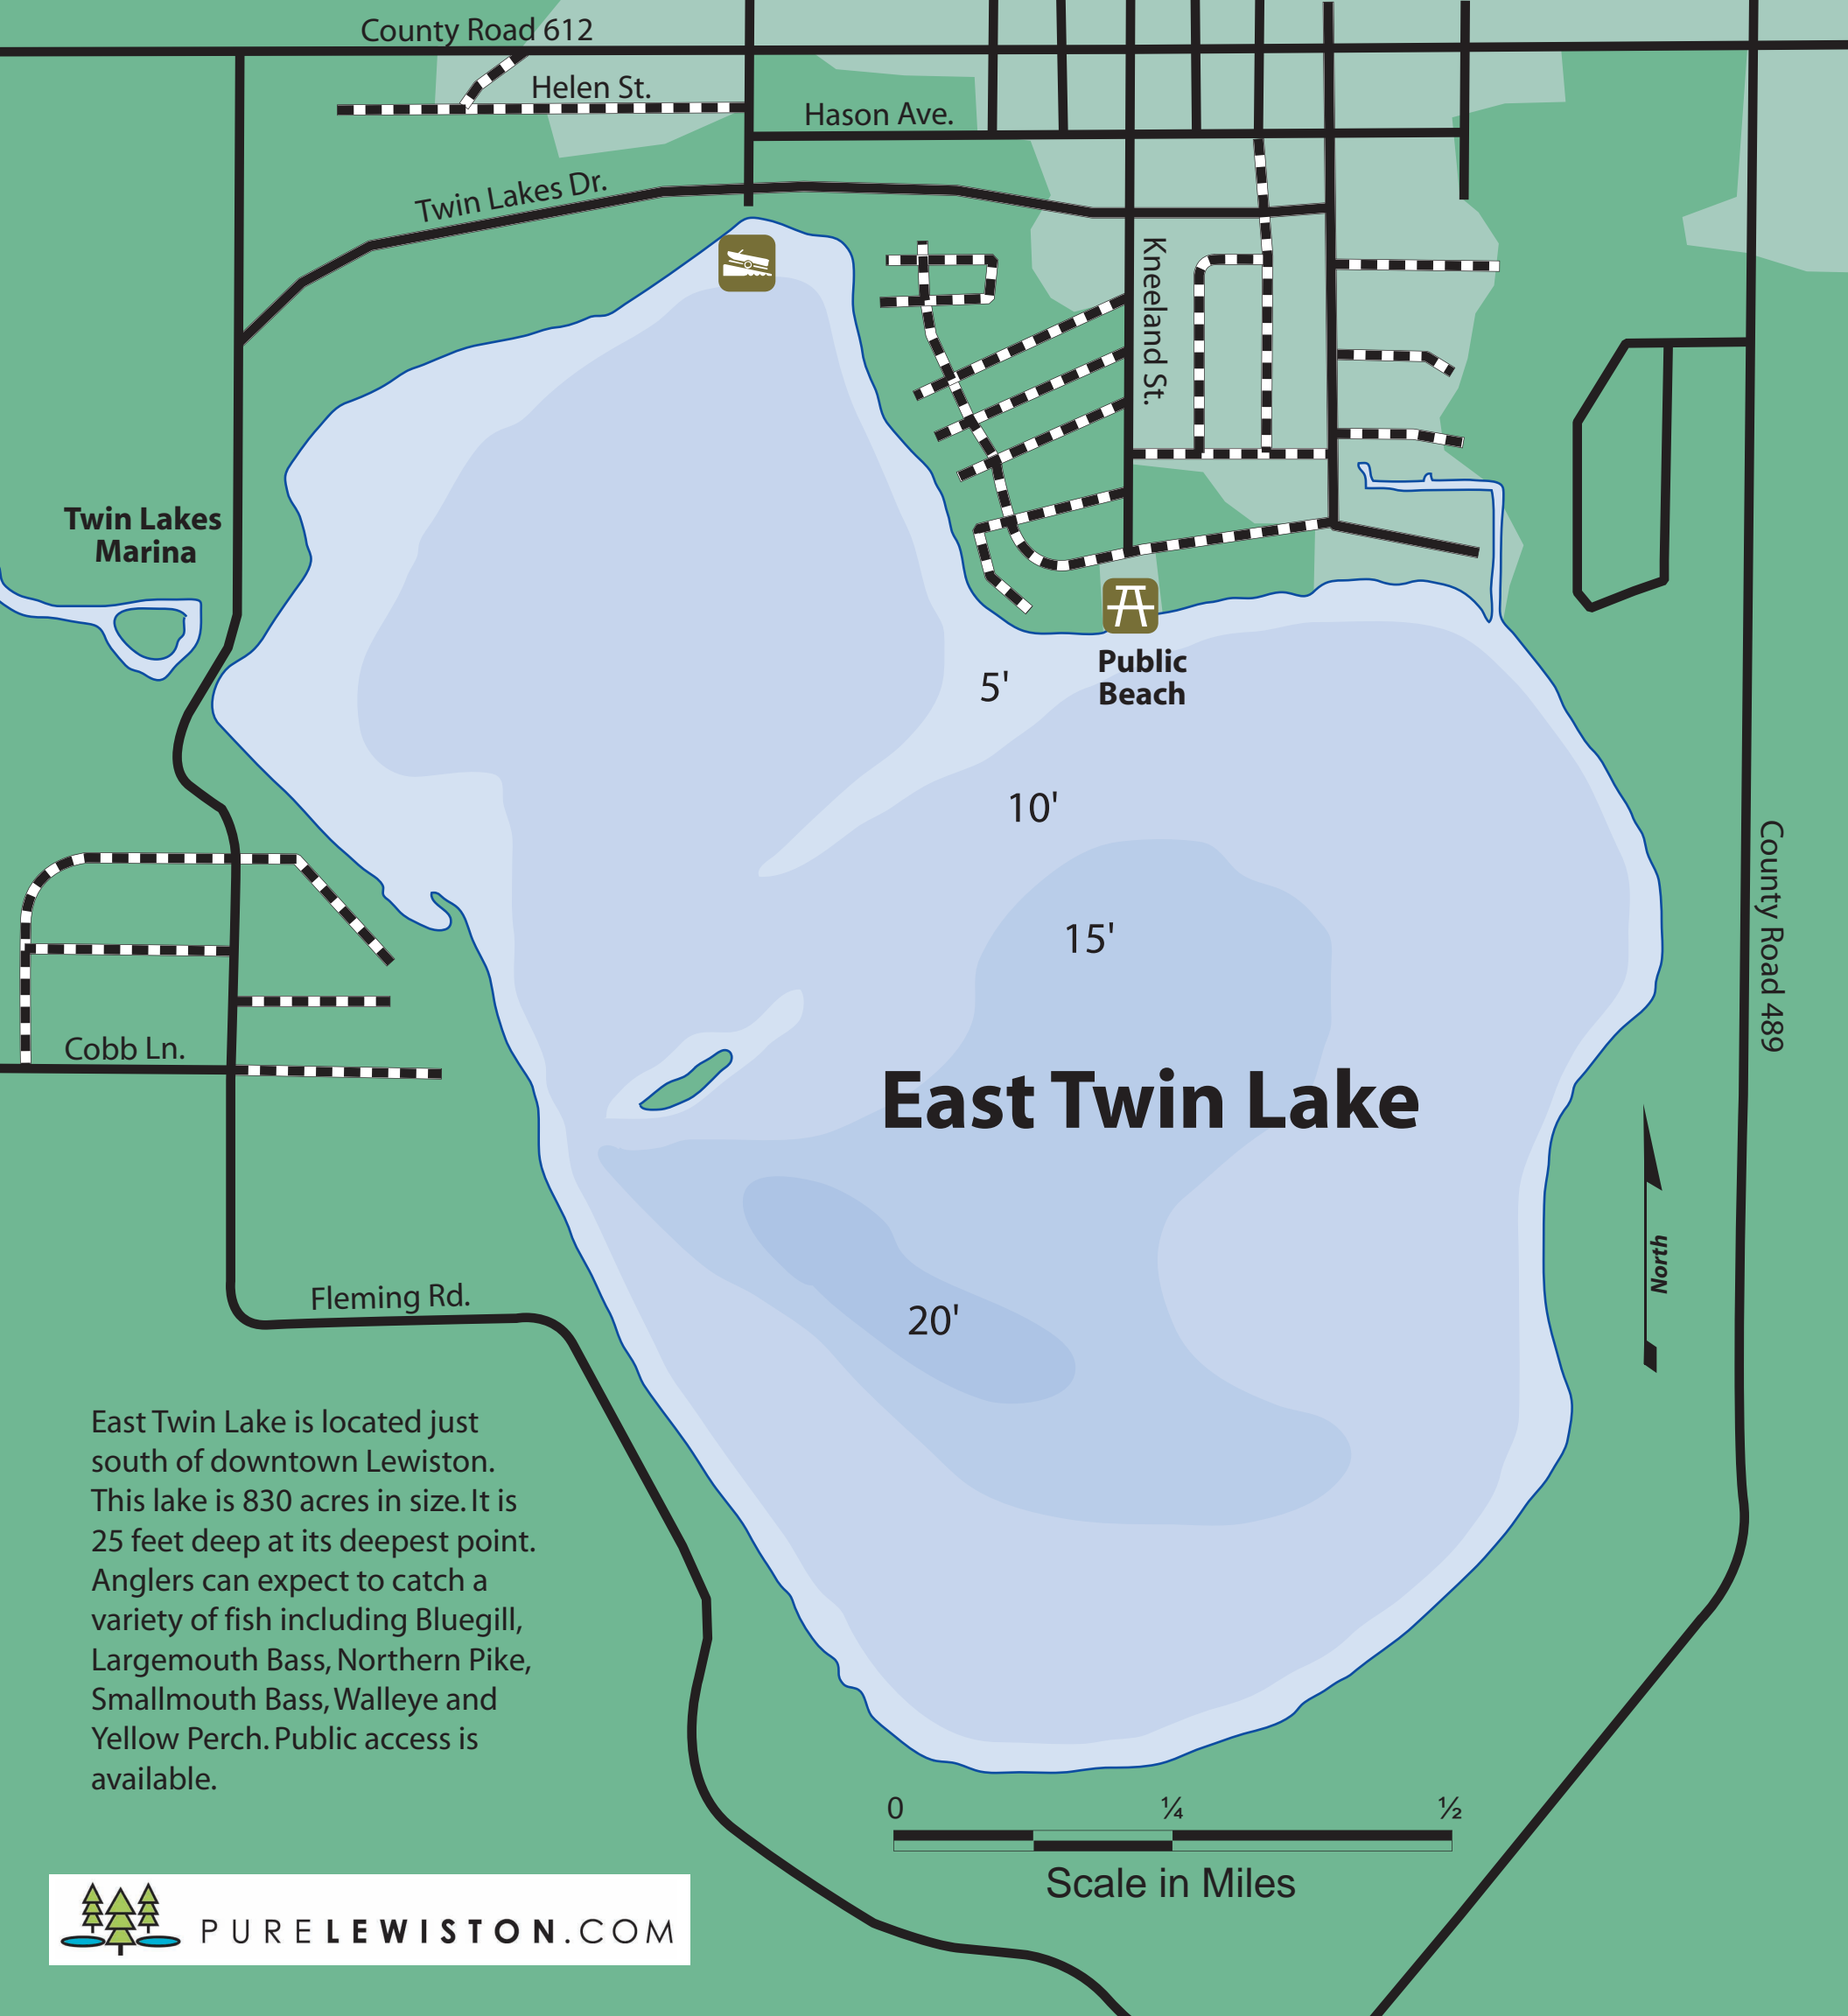 County Road 612
Helen St.
Hason Ave.
Twin Lakes Dr.
Kneeland St.
Twin Lakes
Marina
Public
Beach
5'
10'
15'
County Road 489
Cobb Ln.
East Twin Lake
North
Fleming Rd.
20'
East Twin Lake is located just
south of downtown Lewiston.
This lake is 830 acres in size. It is
25 feet deep at its deepest point.
Anglers can expect to catch a
variety of fish including Bluegill,
Largemouth Bass, Northern Pike,
Smallmouth Bass, Walleye and
Yellow Perch. Public access is
available.
0 ¼ ½
Scale in Miles
PURELEWISTON.COM